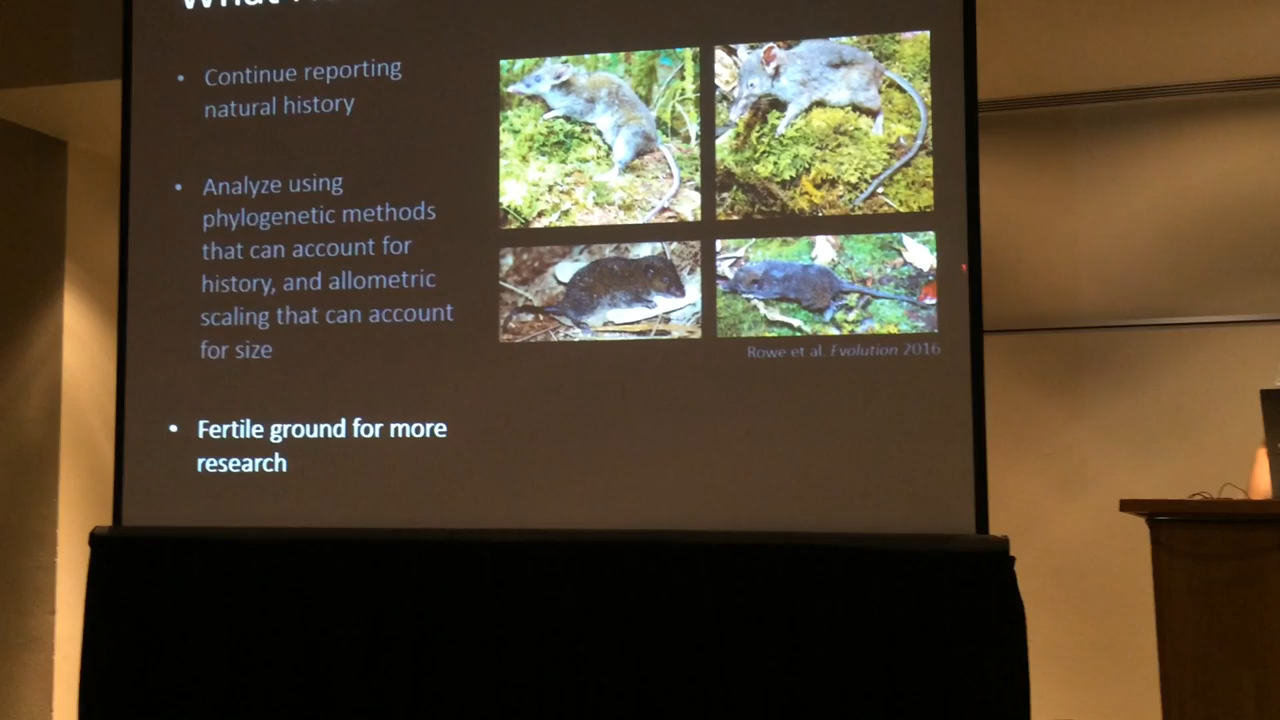 What
• Continue reporting
natural history
• Analyze using
phylogenetic methods
that can account for
history, and allometric
scaling that can account
for size
• Fertile ground for more
research
Rowe et al. Evolution 2016